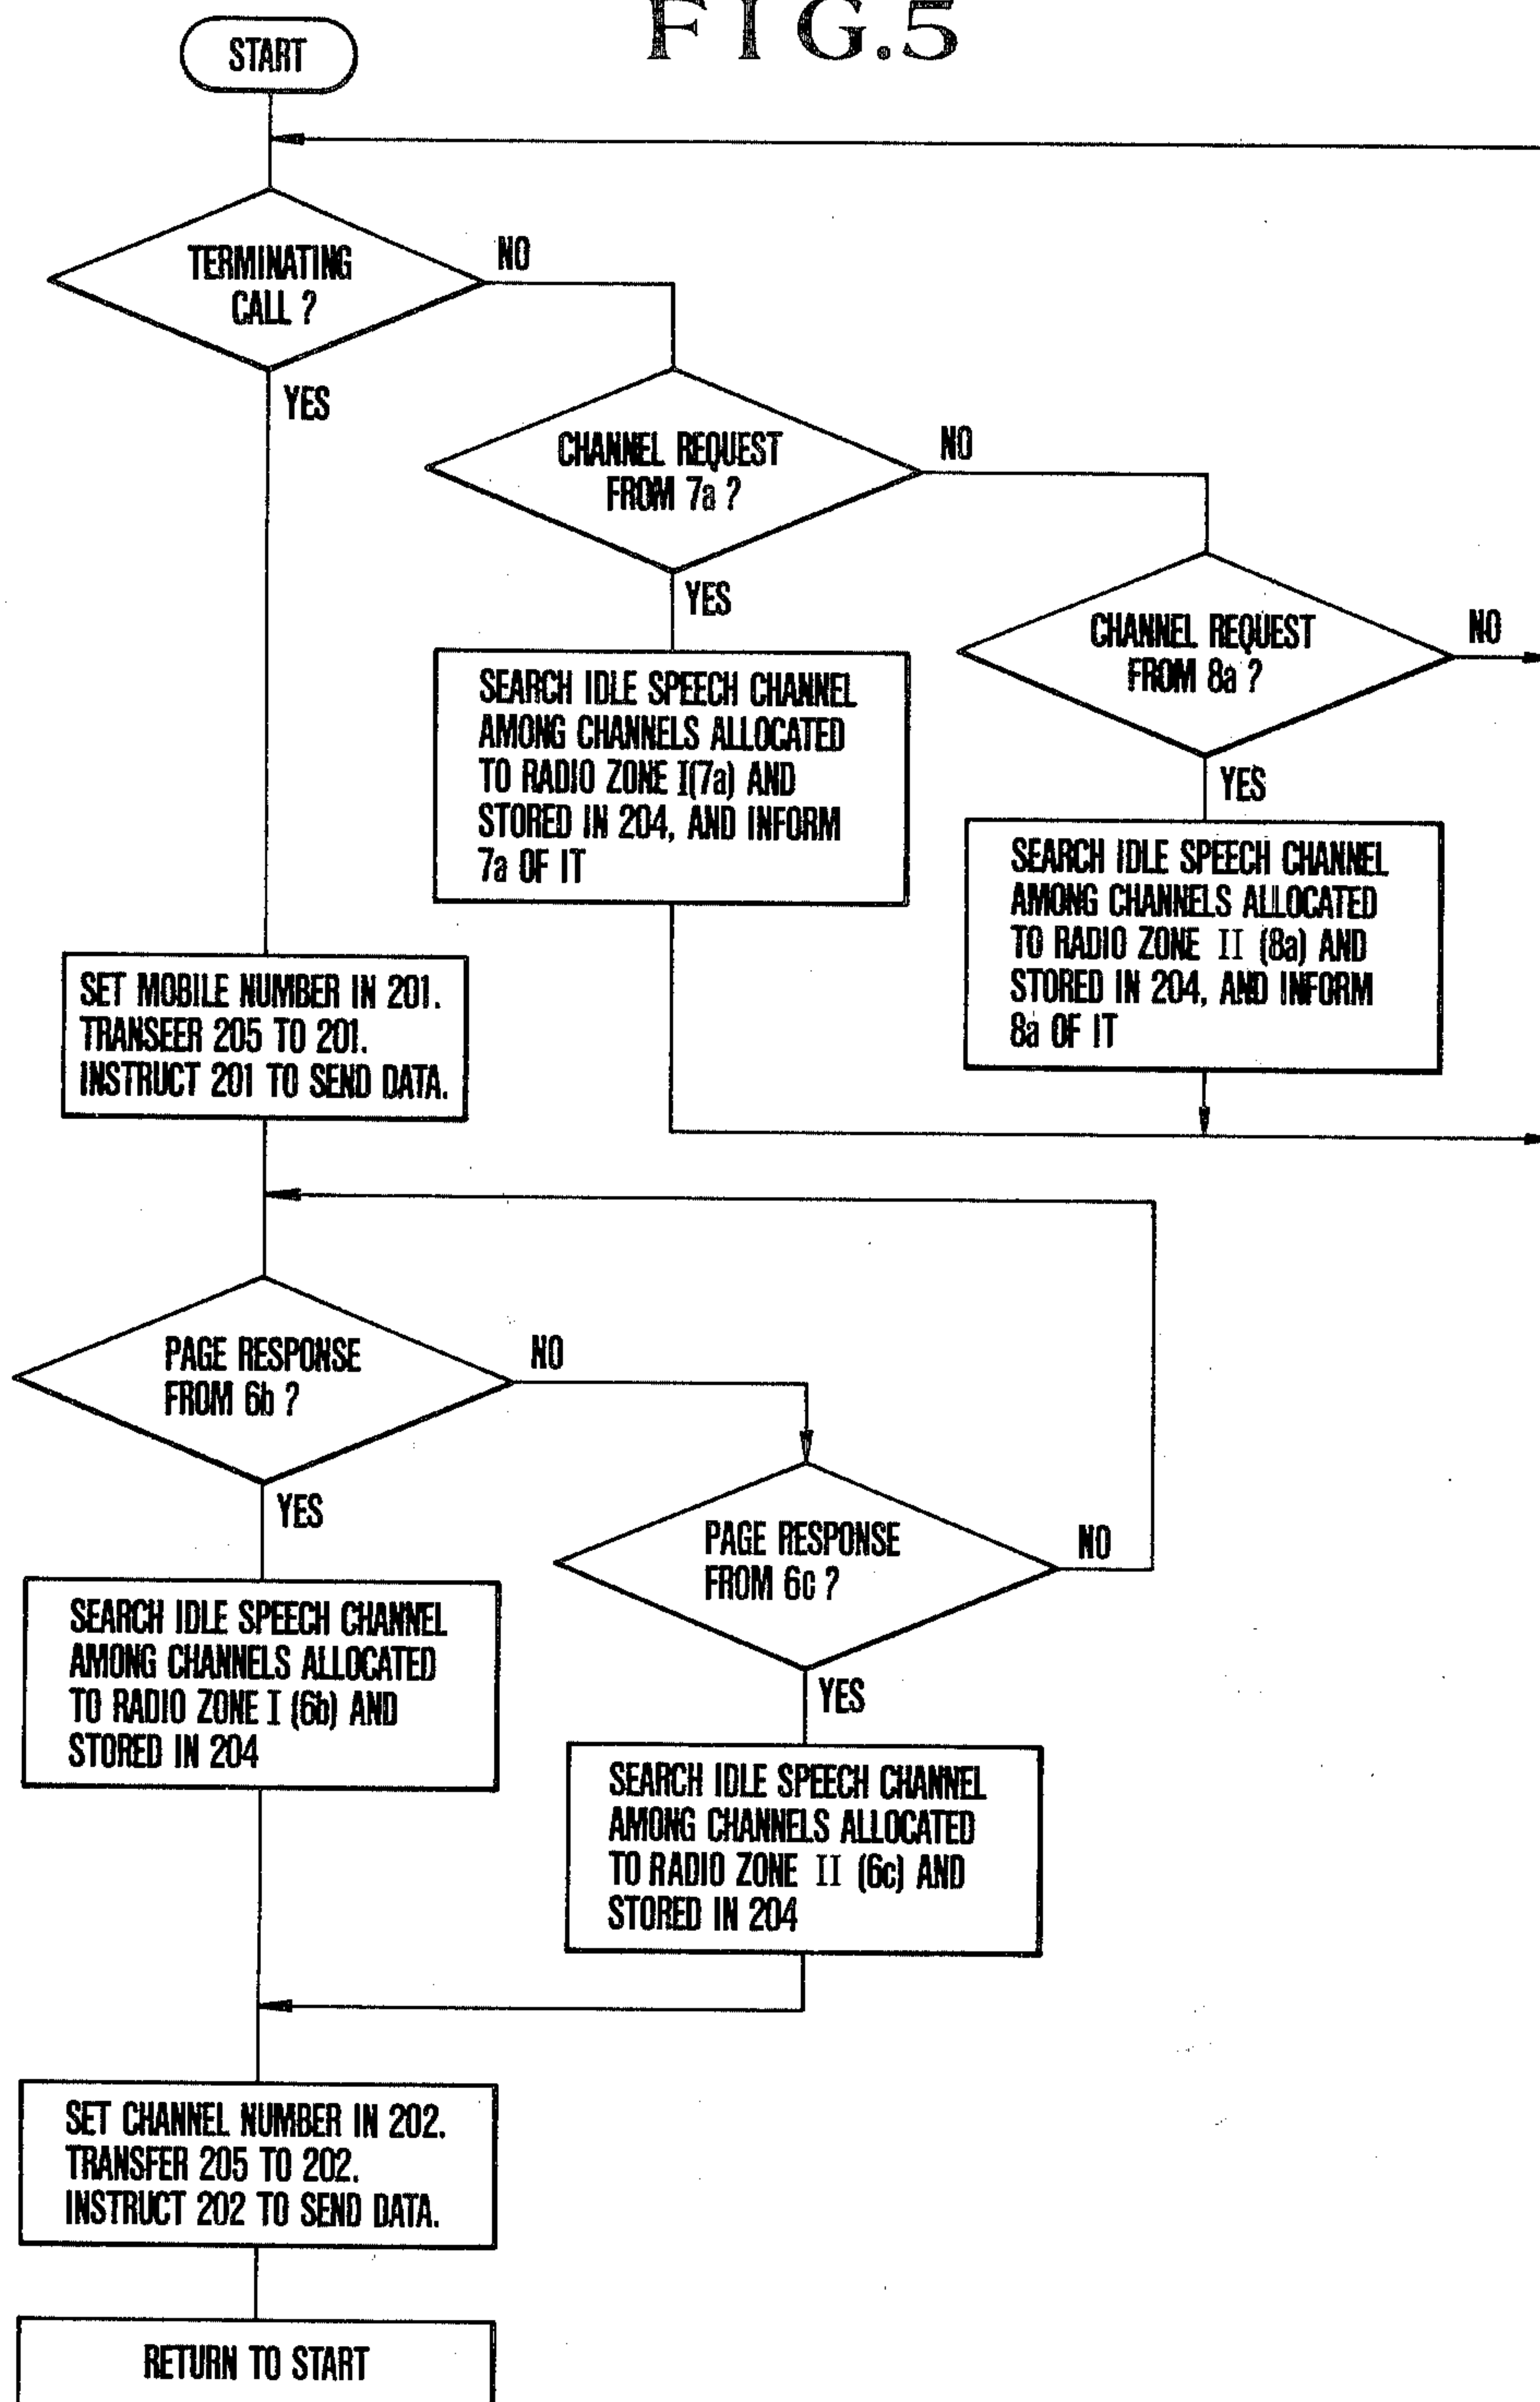 FIG.5
START
TERMINATING
CALL ?
NO
YES
CHANNEL REQUEST
FROM 7a ?
NO
YES
CHANNEL REQUEST
FROM 8a ?
NO
YES
SEARCH IDLE SPEECH CHANNEL
AMONG CHANNELS ALLOCATED
TO RADIO ZONE I(7a) AND
STORED IN 204, AND INFORM
7a OF IT
SEARCH IDLE SPEECH CHANNEL
AMONG CHANNELS ALLOCATED
TO RADIO ZONE II (8a) AND
STORED IN 204, AND INFORM
8a OF IT
SET MOBILE NUMBER IN 201.
TRANSEER 205 TO 201.
INSTRUCT 201 TO SEND DATA.
PAGE RESPONSE
FROM 6b ?
NO
YES
PAGE RESPONSE
FROM 6c ?
NO
YES
SEARCH IDLE SPEECH CHANNEL
AMONG CHANNELS ALLOCATED
TO RADIO ZONE I (6b) AND
STORED IN 204
SEARCH IDLE SPEECH CHANNEL
AMONG CHANNELS ALLOCATED
TO RADIO ZONE II (6c) AND
STORED IN 204
SET CHANNEL NUMBER IN 202.
TRANSFER 205 TO 202.
INSTRUCT 202 TO SEND DATA.
RETURN TO START